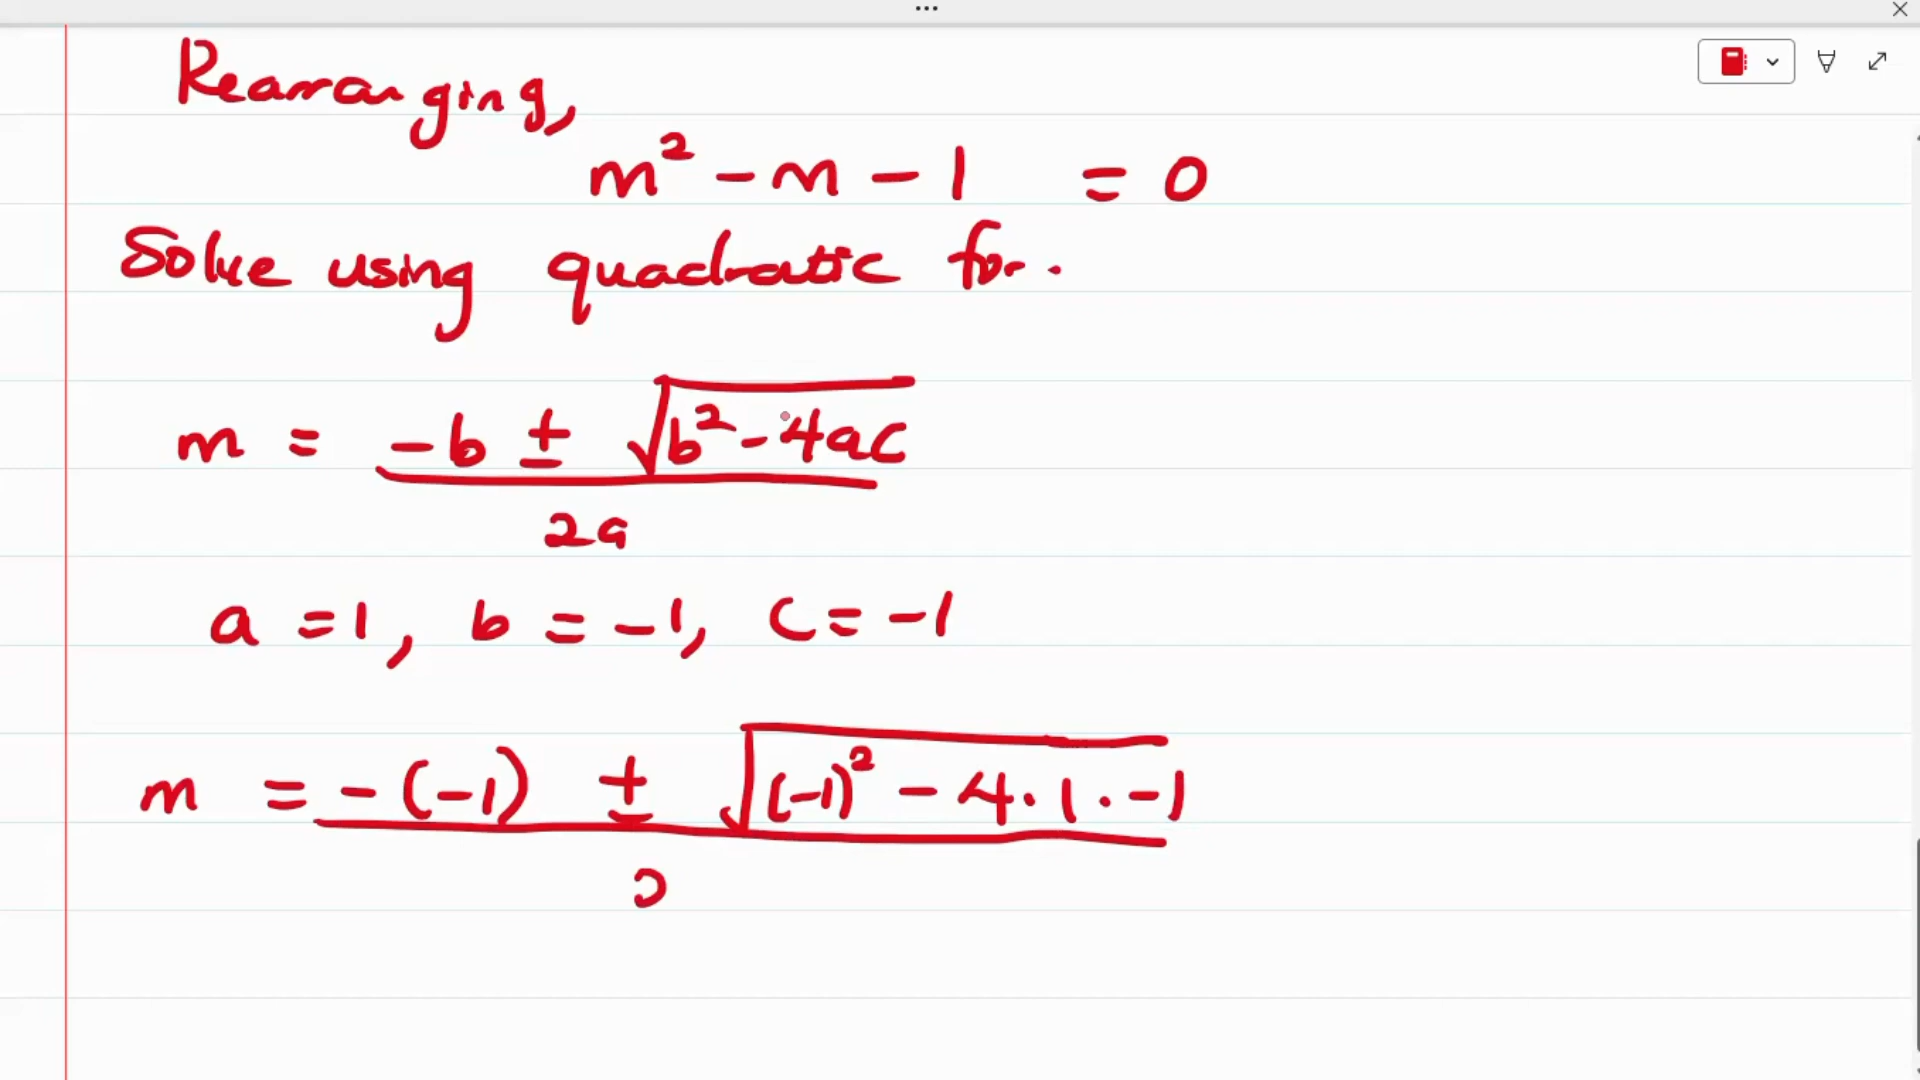 Rearranging,
m² - m - 1 = 0
Solve using quadratic for.
m = -b ± √b² - 4ac
2a
a = 1, b = -1, c = -1
m = -(-1) ± √(-1)² - 4 · 1 · -1